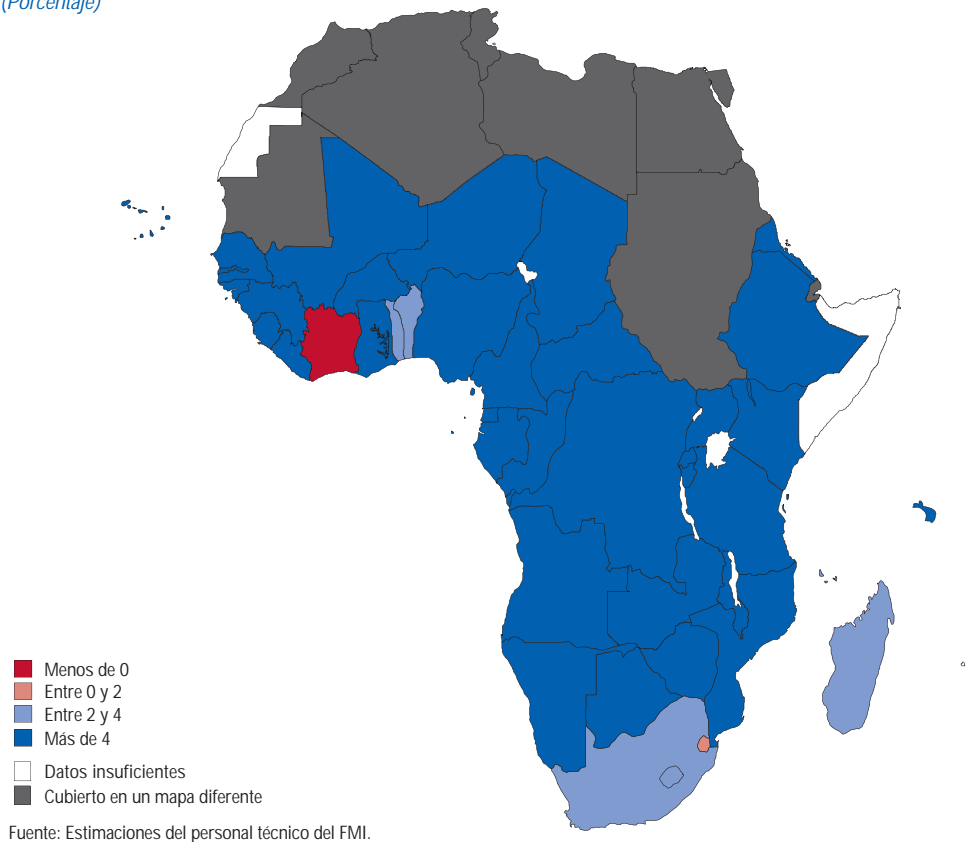 (Porcentaje)
Menos de 0
Entre 0 y 2
Entre 2 y 4
Más de 4
Datos insuficientes
Cubierto en un mapa diferente
Fuente: Estimaciones del personal técnico del FMI.